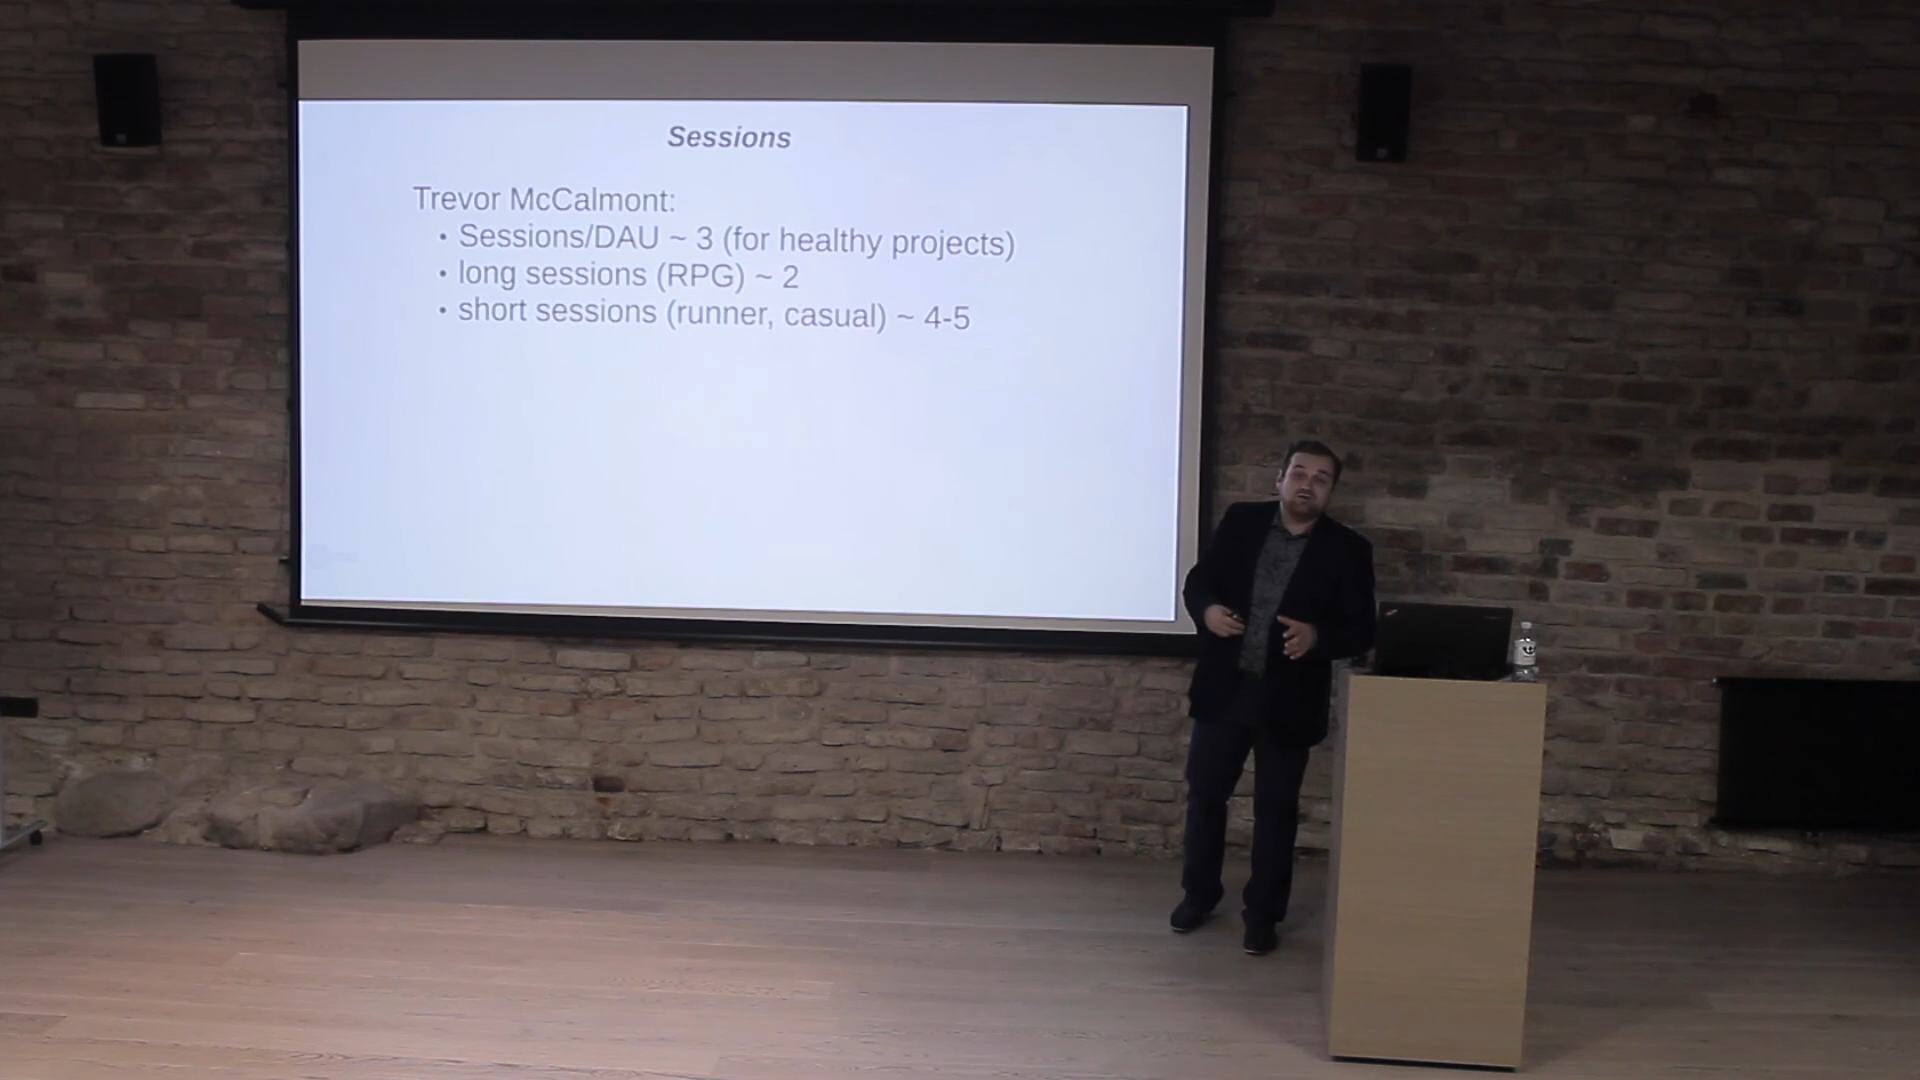 Sessions
Trevor McCalmont:
• Sessions/DAU ~ 3 (for healthy projects)
• long sessions (RPG) ~ 2
• short sessions (runner, casual) ~ 4-5